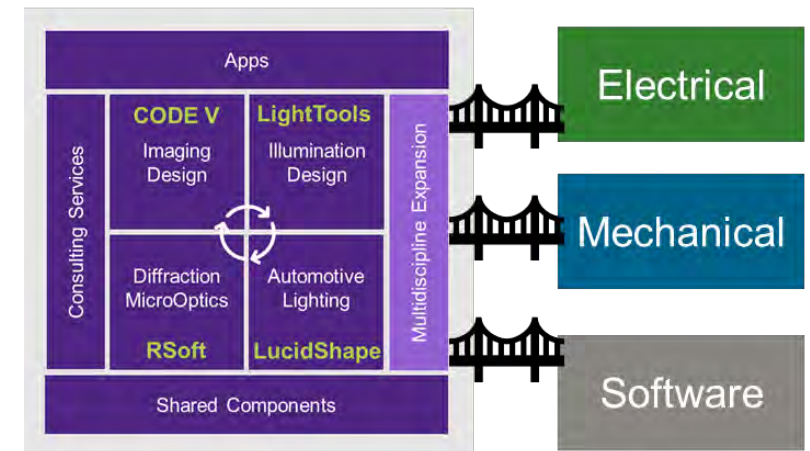 Apps
Consulting Services
CODE V
Imaging
Design
LightTools
Illumination
Design
Diffraction
MicroOptics
RSoft
Automotive
Lighting
LucidShape
Multidiscipline Expansion
Shared Components
Electrical
Mechanical
Software